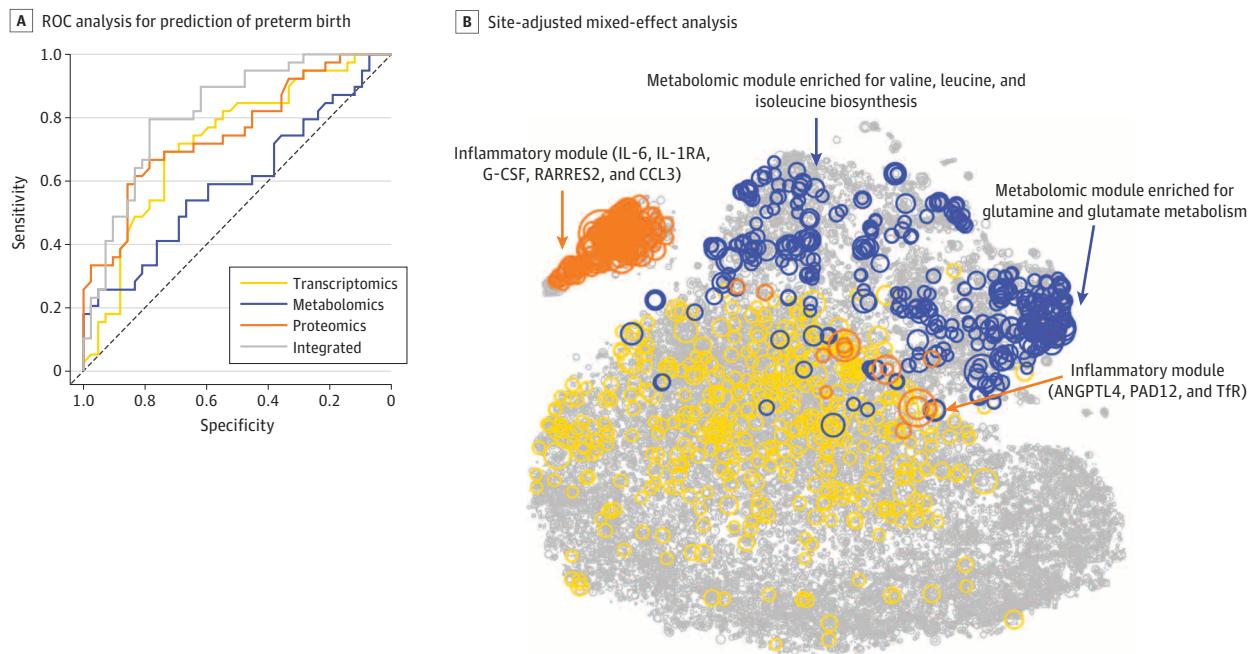 A ROC analysis for prediction of preterm birth
1.0
0.8
0.6
0.4
0.2
0
Sensitivity
1.0 0.8 0.6 0.4 0.2 0
Specificity
Transcriptomics
Metabolomics
Proteomics
Integrated
B Site-adjusted mixed-effect analysis
Metabolomic module enriched for valine, leucine, and
isoleucine biosynthesis
Inflammatory module (IL-6, IL-1RA,
G-CSF, RARRES2, and CCL3)
Metabolomic module enriched for
glutamine and glutamate metabolism
Inflammatory module
(ANGPTL4, PAD12, and TfR)